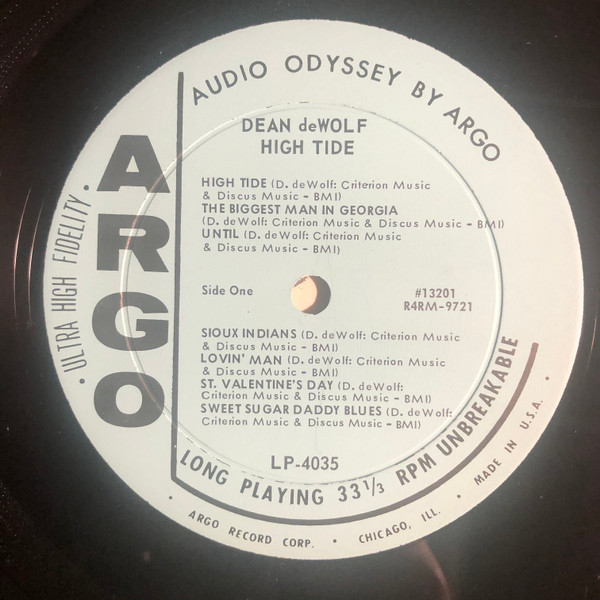 AUDIO ODYSSEY BY ARGO
ARGO
• ULTRA HIGH FIDELITY •
DEAN deWOLF
HIGH TIDE
HIGH TIDE (D. deWolf: Criterion Music
& Discus Music - BMI)
THE BIGGEST MAN IN GEORGIA
(D. deWolf: Criterion Music & Discus Music - BMI)
UNTIL (D. deWolf: Criterion Music
& Discus Music - BMI)
Side One
#13201
R4RM-9721
SIOUX INDIANS (D. deWolf: Criterion Music
& Discus Music - BMI)
LOVIN' MAN (D. deWolf: Criterion Music
& Discus Music - BMI)
ST. VALENTINE'S DAY (D. deWolf:
Criterion Music & Discus Music - BMI)
SWEET SUGAR DADDY BLUES (D. deWolf:
Criterion Music & Discus Music - BMI)
LP-4035
LONG PLAYING 33 1/3 RPM UNBREAKABLE
• ARGO RECORD CORP. • CHICAGO, ILL. • MADE IN U.S.A. •